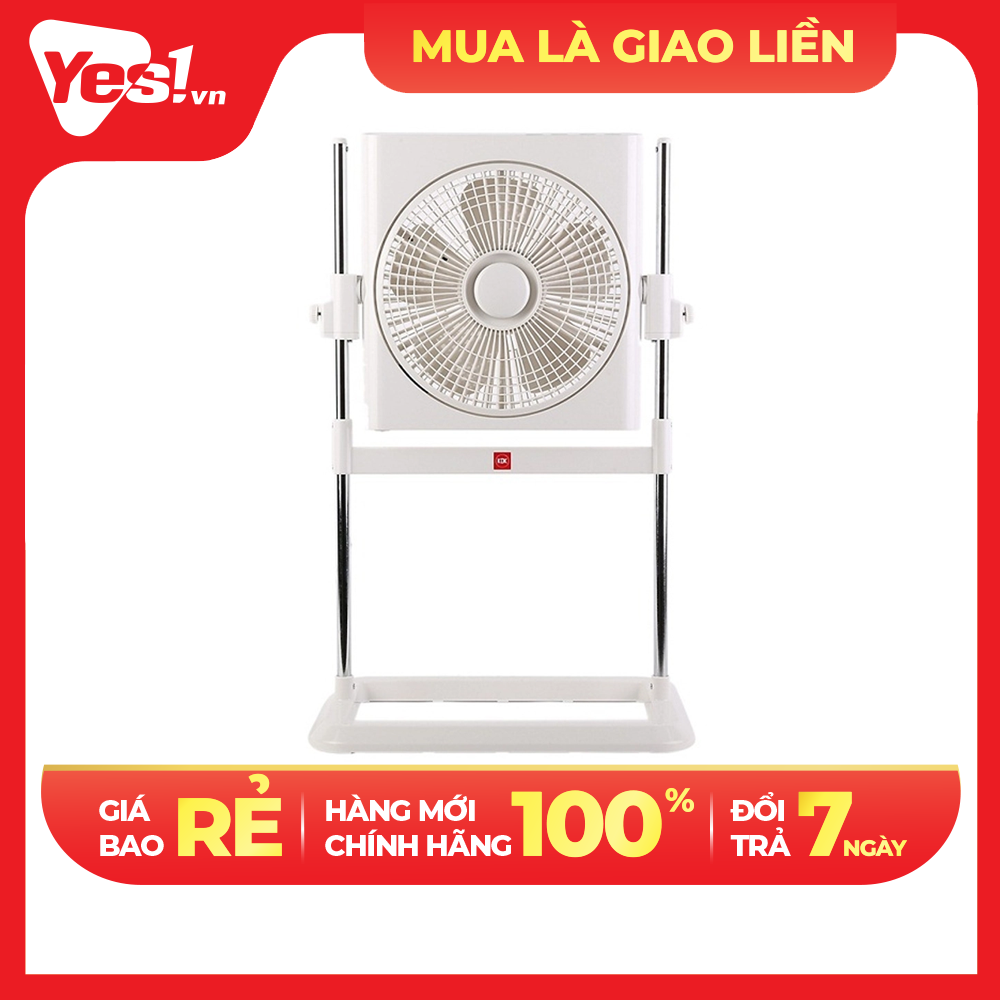 Yes!.vn
MUA LÀ GIAO LIỀN
KDK
GIÁ
BAO RẺ
HÀNG MỚI
CHÍNH HÃNG 100%
ĐỔI
TRẢ 7 NGÀY